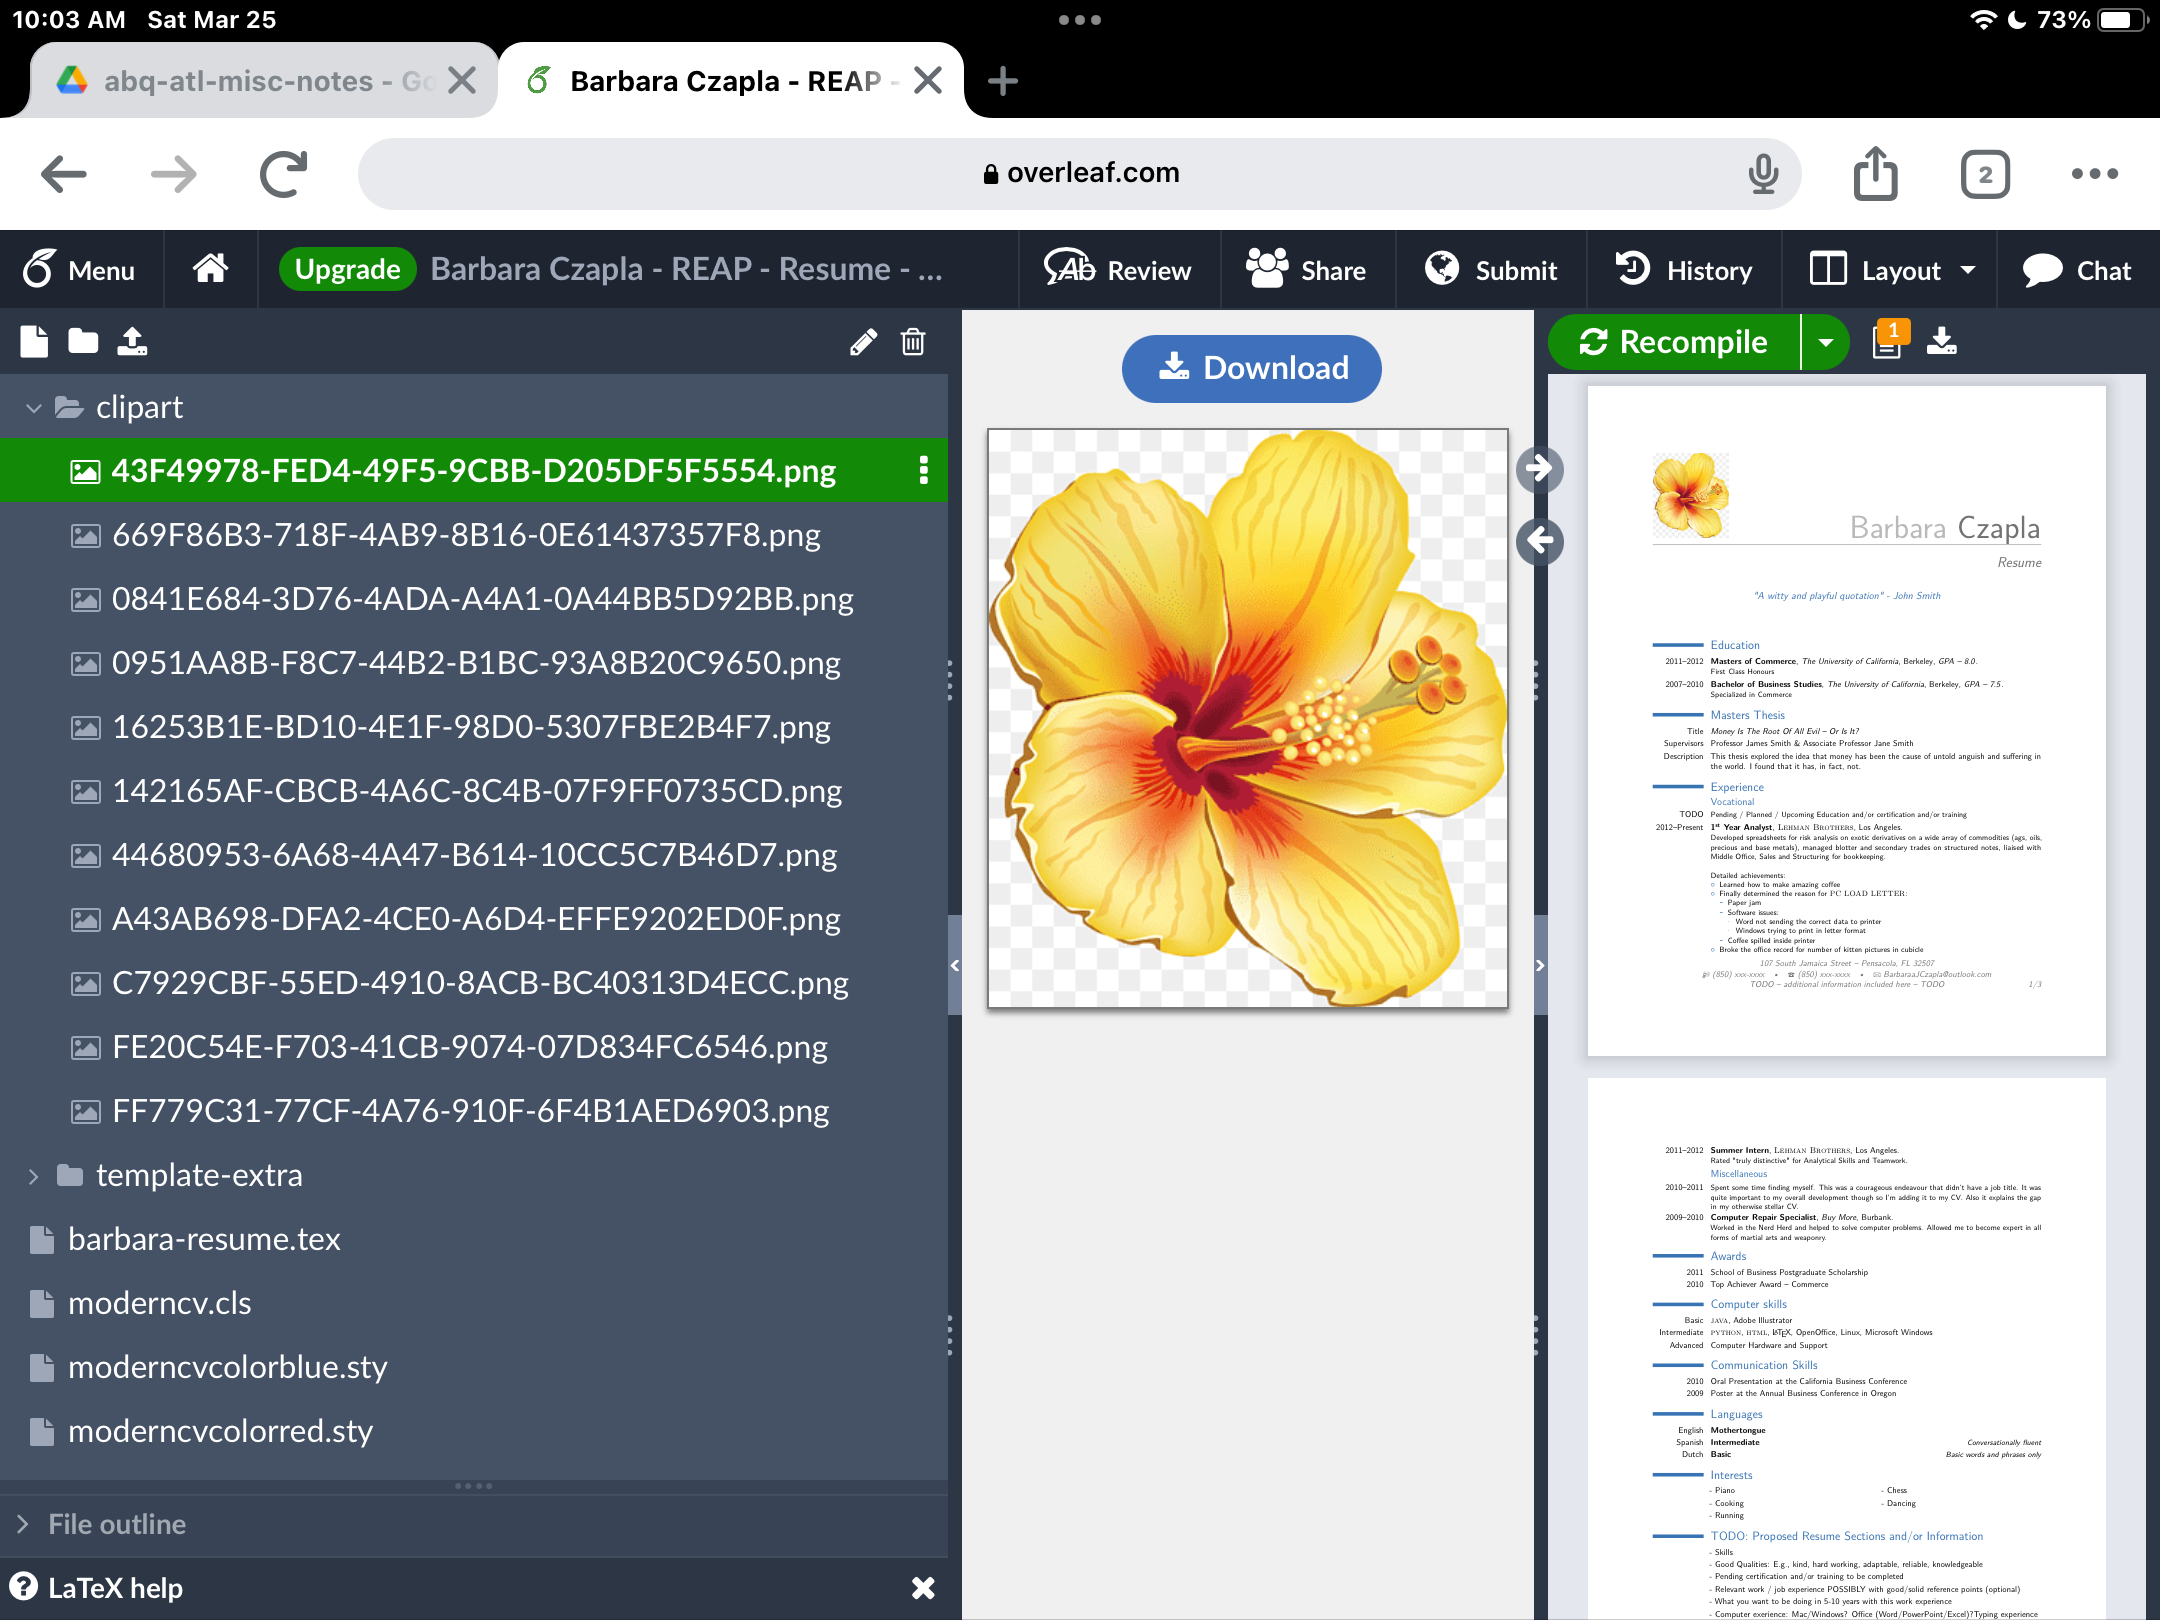 10:03 AM Sat Mar 25
73%
abq-atl-misc-notes - Go
Barbara Czapla - REAP -
overleaf.com
2
Menu
Upgrade
Barbara Czapla - REAP - Resume - ...
Review
Share
Submit
History
Layout
Chat
clipart
43F49978-FED4-49F5-9CBB-D205DF5F5554.png
669F86B3-718F-4AB9-8B16-0E61437357F8.png
0841E684-3D76-4ADA-A4A1-0A44BB5D92BB.png
0951AA8B-F8C7-44B2-B1BC-93A8B20C9650.png
16253B1E-BD10-4E1F-98D0-5307FBE2B4F7.png
142165AF-CBCB-4A6C-8C4B-07F9FF0735CD.png
44680953-6A68-4A47-B614-10CC5C7B46D7.png
A43AB698-DFA2-4CE0-A6D4-EFFE9202ED0F.png
C7929CBF-55ED-4910-8ACB-BC40313D4ECC.png
FE20C54E-F703-41CB-9074-07D834FC6546.png
FF779C31-77CF-4A76-910F-6F4B1AED6903.png
template-extra
barbara-resume.tex
moderncv.cls
moderncvcolorblue.sty
moderncvcolorred.sty
File outline
LaTeX help
Download
Recompile
1
Barbara Czapla
Resume
"A witty and playful quotation" - John Smith
Education
2011–2012 Masters of Commerce, The University of California, Berkeley, GPA – 8.0.
First Class Honours
2007–2010 Bachelor of Business Studies, The University of California, Berkeley, GPA – 7.5.
Specialized in Commerce
Masters Thesis
Title Money Is The Root Of All Evil – Or Is It?
Supervisors Professor James Smith & Associate Professor Jane Smith
Description This thesis explored the idea that money has been the cause of untold anguish and suffering in
the world. I found that it has, in fact, not.
Experience
Vocational
TODO Pending / Planned / Upcoming Education and/or certification and/or training
2012–Present 1st Year Analyst, LEHMAN BROTHERS, Los Angeles.
Developed spreadsheets for risk analysis on exotic derivatives on a wide array of commodities (ags, oils,
precious and base metals), managed blotter and secondary trades on structured notes, liaised with
Middle Office, Sales and Structuring for bookkeeping.
Detailed achievements:
○ Learned how to make amazing coffee
○ Finally determined the reason for PC LOAD LETTER:
– Paper jam
– Software issues:
· Word not sending the correct data to printer
· Windows trying to print in letter format
– Coffee spilled inside printer
○ Broke the office record for number of kitten pictures in cubicle
107 South Jamaica Street – Pensacola, FL 32507
(850) xxx-xxxx • (850) xxx-xxxx • BarbaraJCzapla@outlook.com
TODO – additional information included here – TODO
1/3
2011–2012 Summer Intern, LEHMAN BROTHERS, Los Angeles.
Rated "truly distinctive" for Analytical Skills and Teamwork.
Miscellaneous
2010–2011 Spent some time finding myself. This was a courageous endeavour that didn't have a job title. It was
quite important to my overall development though so I'm adding it to my CV. Also it explains the gap
in my otherwise stellar CV.
2009–2010 Computer Repair Specialist, Buy More, Burbank.
Worked in the Nerd Herd and helped to solve computer problems. Allowed me to become expert in all
forms of martial arts and weaponry.
Awards
2011 School of Business Postgraduate Scholarship
2010 Top Achiever Award – Commerce
Computer skills
Basic JAVA, Adobe Illustrator
Intermediate PYTHON, HTML, LATEX, OpenOffice, Linux, Microsoft Windows
Advanced Computer Hardware and Support
Communication Skills
2010 Oral Presentation at the California Business Conference
2009 Poster at the Annual Business Conference in Oregon
Languages
English Mothertongue
Spanish Intermediate Conversationally fluent
Dutch Basic Basic words and phrases only
Interests
- Piano - Chess
- Cooking - Dancing
- Running
TODO: Proposed Resume Sections and/or Information
- Skills
- Good Qualities: E.g., kind, hard working, adaptable, reliable, knowledgeable
- Pending certification and/or training to be completed
- Relevant work / job experience POSSIBLY with good/solid reference points (optional)
- What you want to be doing in 5-10 years with this work experience
- Computer exerience: Mac/Windows? Office (Word/PowerPoint/Excel)?Typing experience